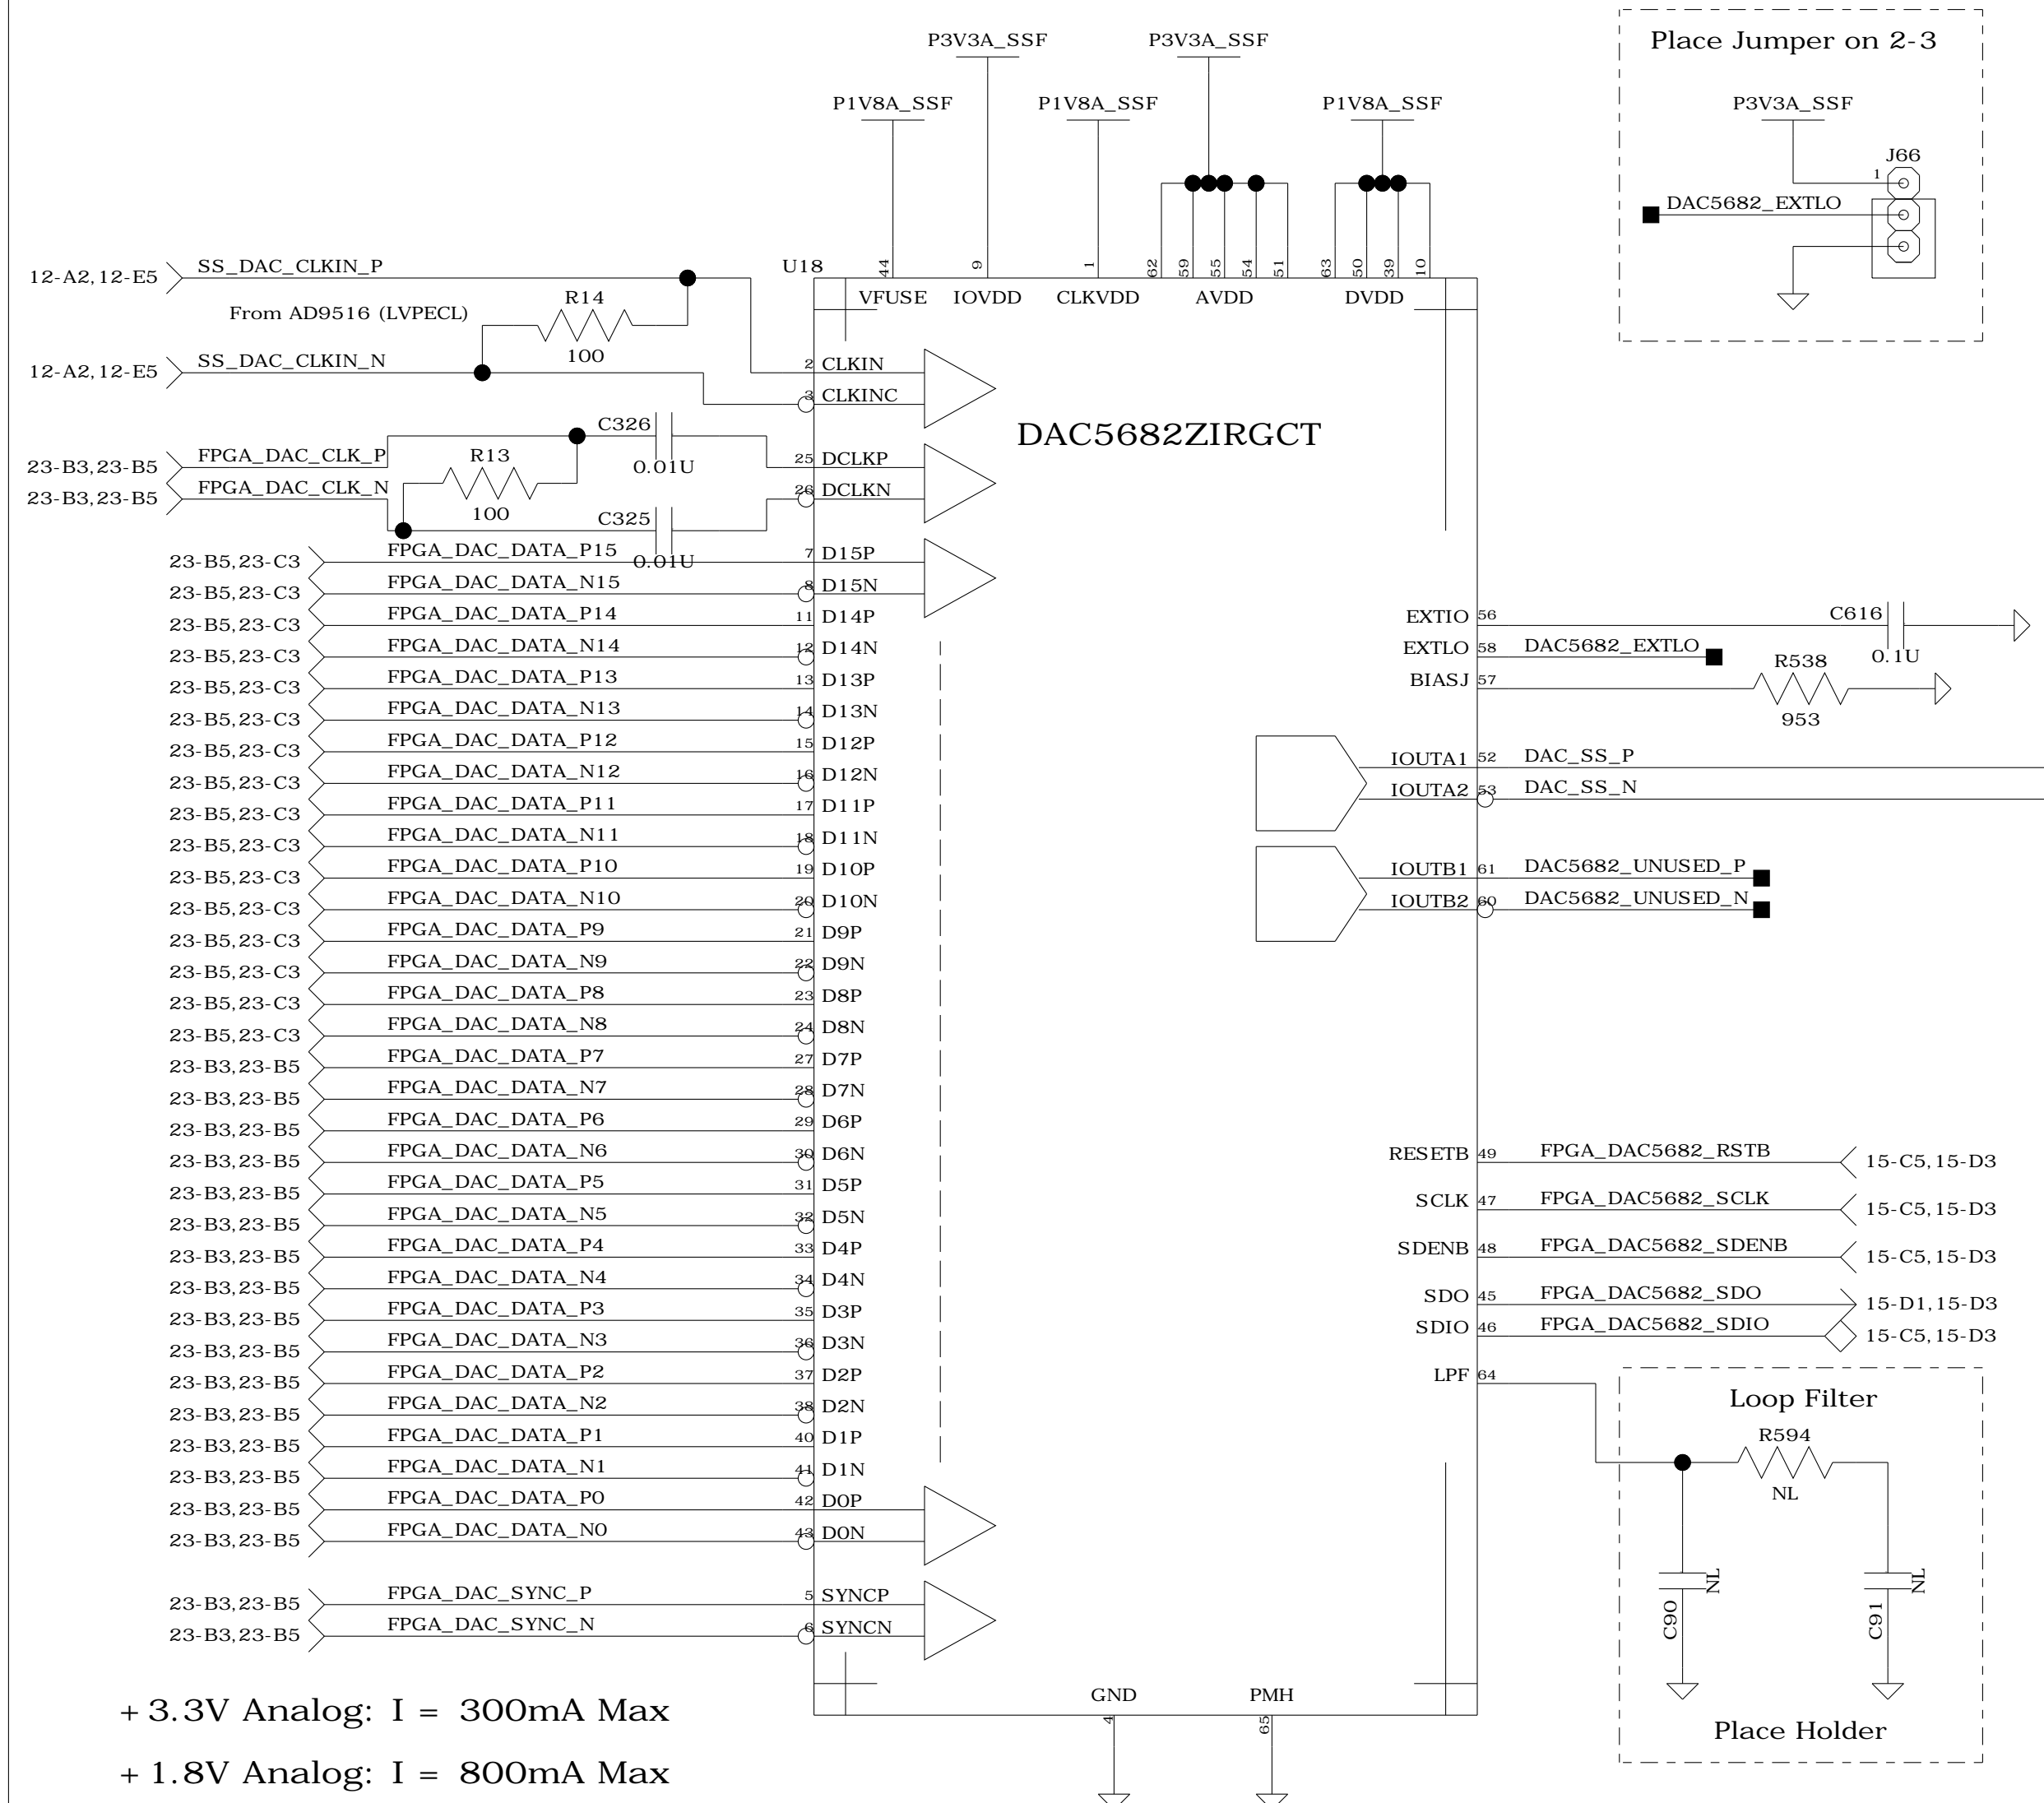 Place Jumper on 2-3
P3V3A_SSF
P3V3A_SSF
P1V8A_SSF
P1V8A_SSF
P1V8A_SSF
P3V3A_SSF
J66
1
DAC5682_EXTLO
U18
44
9
1
62
59
55
54
51
63
50
39
10
VFUSE IOVDD CLKVDD AVDD DVDD
12-A2,12-E5 SS_DAC_CLKIN_P
From AD9516 (LVPECL)
R14
100
12-A2,12-E5 SS_DAC_CLKIN_N
2 CLKIN
3 CLKINC
DAC5682ZIRGCT
C326
0.01U
23-B3,23-B5 FPGA_DAC_CLK_P
R13
100
25 DCLKP
23-B3,23-B5 FPGA_DAC_CLK_N
26 DCLKN
C325
0.01U
23-B5,23-C3 FPGA_DAC_DATA_P15 7 D15P
23-B5,23-C3 FPGA_DAC_DATA_N15 8 D15N
23-B5,23-C3 FPGA_DAC_DATA_P14 11 D14P
23-B5,23-C3 FPGA_DAC_DATA_N14 12 D14N
23-B5,23-C3 FPGA_DAC_DATA_P13 13 D13P
23-B5,23-C3 FPGA_DAC_DATA_N13 14 D13N
23-B5,23-C3 FPGA_DAC_DATA_P12 15 D12P
23-B5,23-C3 FPGA_DAC_DATA_N12 16 D12N
23-B5,23-C3 FPGA_DAC_DATA_P11 17 D11P
23-B5,23-C3 FPGA_DAC_DATA_N11 18 D11N
23-B5,23-C3 FPGA_DAC_DATA_P10 19 D10P
23-B5,23-C3 FPGA_DAC_DATA_N10 20 D10N
23-B5,23-C3 FPGA_DAC_DATA_P9 21 D9P
23-B5,23-C3 FPGA_DAC_DATA_N9 22 D9N
23-B5,23-C3 FPGA_DAC_DATA_P8 23 D8P
23-B5,23-C3 FPGA_DAC_DATA_N8 24 D8N
23-B3,23-B5 FPGA_DAC_DATA_P7 27 D7P
23-B3,23-B5 FPGA_DAC_DATA_N7 28 D7N
23-B3,23-B5 FPGA_DAC_DATA_P6 29 D6P
23-B3,23-B5 FPGA_DAC_DATA_N6 30 D6N
23-B3,23-B5 FPGA_DAC_DATA_P5 31 D5P
23-B3,23-B5 FPGA_DAC_DATA_N5 32 D5N
23-B3,23-B5 FPGA_DAC_DATA_P4 33 D4P
23-B3,23-B5 FPGA_DAC_DATA_N4 34 D4N
23-B3,23-B5 FPGA_DAC_DATA_P3 35 D3P
23-B3,23-B5 FPGA_DAC_DATA_N3 36 D3N
23-B3,23-B5 FPGA_DAC_DATA_P2 37 D2P
23-B3,23-B5 FPGA_DAC_DATA_N2 38 D2N
23-B3,23-B5 FPGA_DAC_DATA_P1 40 D1P
23-B3,23-B5 FPGA_DAC_DATA_N1 41 D1N
23-B3,23-B5 FPGA_DAC_DATA_P0 42 D0P
23-B3,23-B5 FPGA_DAC_DATA_N0 43 D0N
23-B3,23-B5 FPGA_DAC_SYNC_P 5 SYNCP
23-B3,23-B5 FPGA_DAC_SYNC_N 6 SYNCN
EXTIO 56
C616
0.1U
EXTLO 58 DAC5682_EXTLO
BIASJ 57
R538
953
IOUTA1 52 DAC_SS_P
IOUTA2 53 DAC_SS_N
IOUTB1 61 DAC5682_UNUSED_P
IOUTB2 60 DAC5682_UNUSED_N
RESETB 49 FPGA_DAC5682_RSTB 15-C5,15-D3
SCLK 47 FPGA_DAC5682_SCLK 15-C5,15-D3
SDENB 48 FPGA_DAC5682_SDENB 15-C5,15-D3
SDO 45 FPGA_DAC5682_SDO 15-D1,15-D3
SDIO 46 FPGA_DAC5682_SDIO 15-C5,15-D3
LPF 64
Loop Filter
R594
NL
C90
NL
C91
NL
Place Holder
GND PMH
4
65
+3.3V Analog: I = 300mA Max
+1.8V Analog: I = 800mA Max